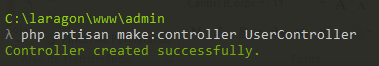 C:\laragon\www\admin
λ php artisan make:controller UserController
Controller created successfully.